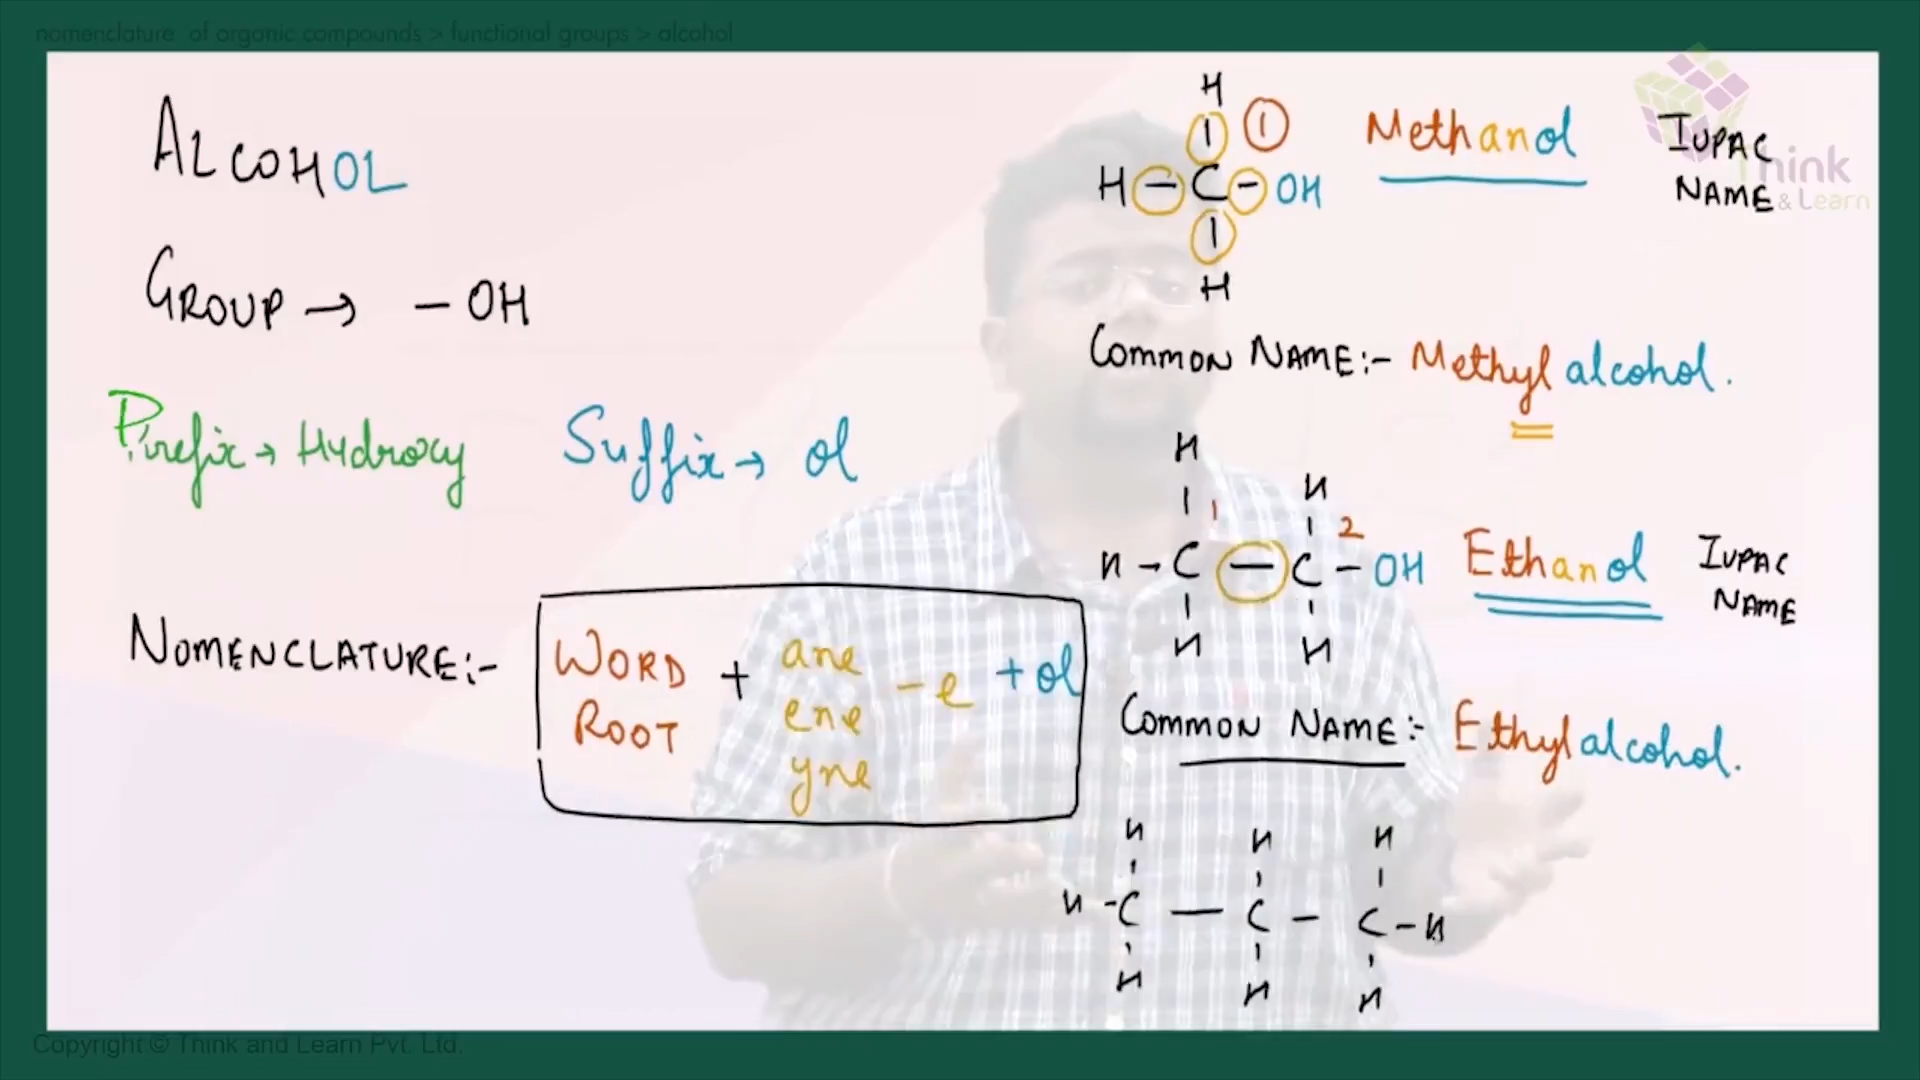 nomenclature of organic compounds > functional groups > alcohol
ALCOHOL
GROUP → - OH
Prefix → Hydroxy Suffix → ol
NOMENCLATURE:- WORD ROOT + ane ene yne - e + ol
H
| 1
H - C - OH
|
H
Methanol IUPAC NAME
Think & Learn
COMMON NAME:- Methyl alcohol.
H H
| 1 | 2
H - C - C - OH
| |
H H
Ethanol IUPAC NAME
COMMON NAME:- Ethyl alcohol.
H H H
| | |
H - C - C - C - H
| | |
H H H
Copyright © Think and Learn Pvt. Ltd.